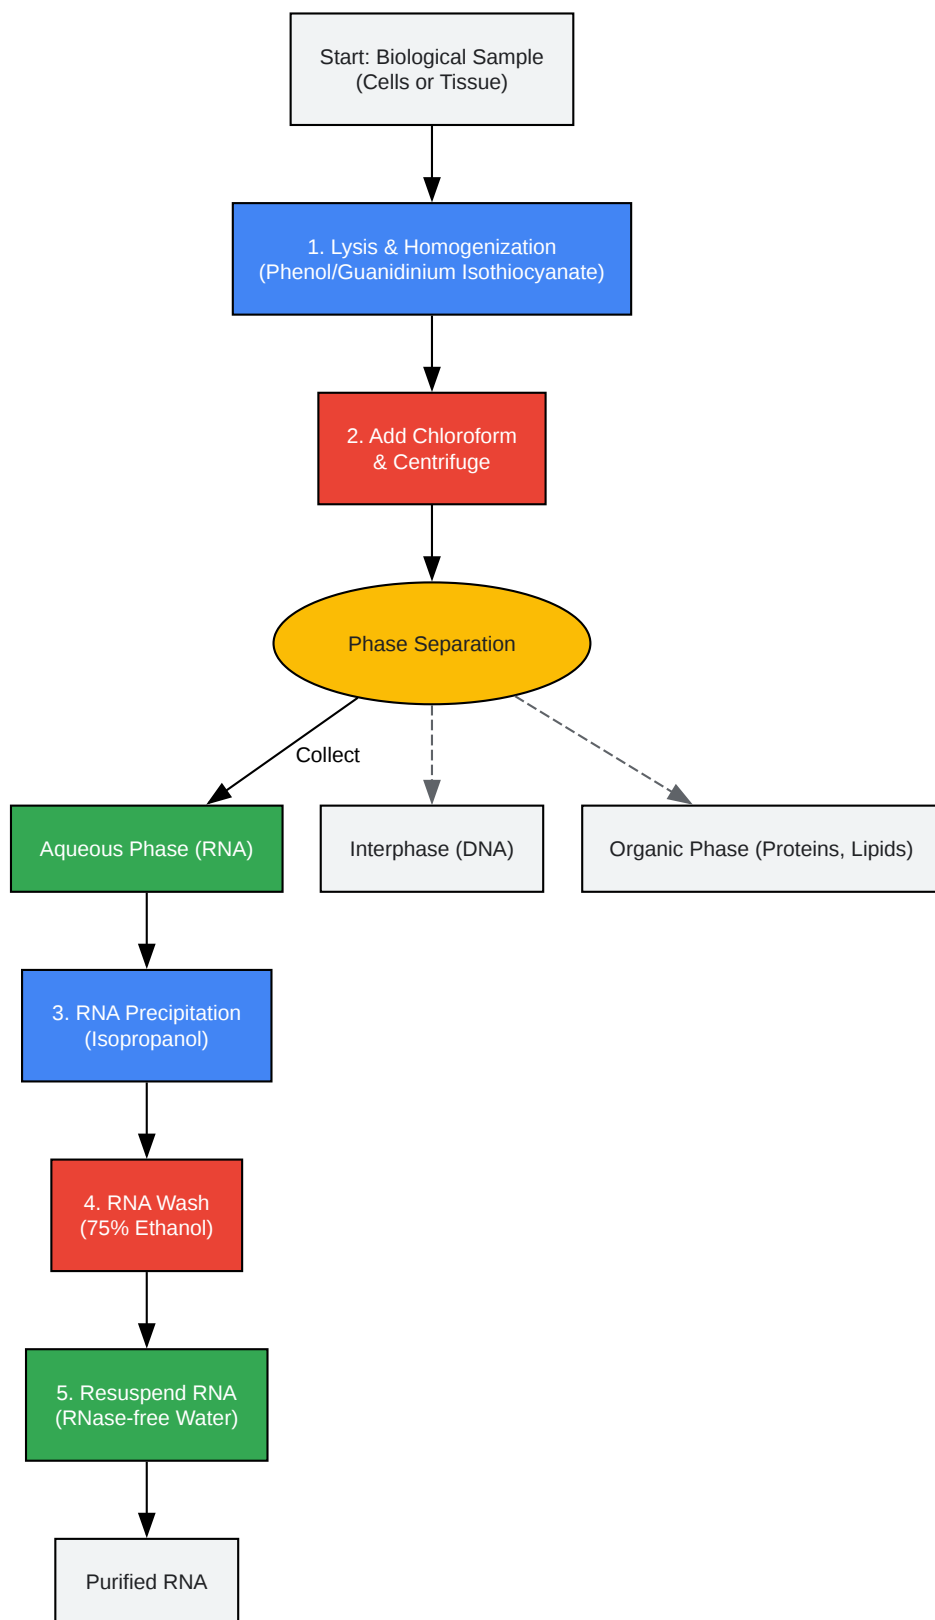 Start: Biological Sample
(Cells or Tissue)
1. Lysis & Homogenization
(Phenol/Guanidinium Isothiocyanate)
2. Add Chloroform
& Centrifuge
Phase Separation
Collect
Aqueous Phase (RNA)
Interphase (DNA)
Organic Phase (Proteins, Lipids)
3. RNA Precipitation
(Isopropanol)
4. RNA Wash
(75% Ethanol)
5. Resuspend RNA
(RNase-free Water)
Purified RNA